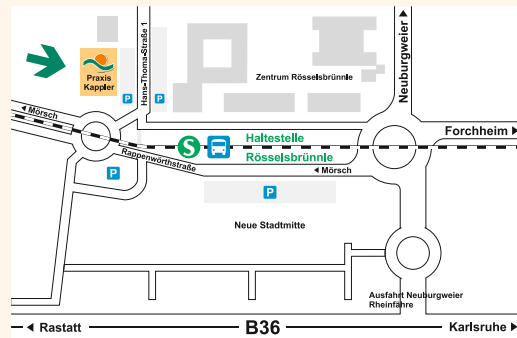 Praxis
Kappler
P
Hans-Thoma-Straße 1
P
Zentrum Rösselsbrünnle
Neuburgweier
Mörsch
Forchheim
S
Haltestelle
Rösselsbrünnle
Rappenwörthstraße
Mörsch
P
P
Neue Stadtmitte
Ausfahrt Neuburgweier
Rheinfähre
Rastatt
B36
Karlsruhe